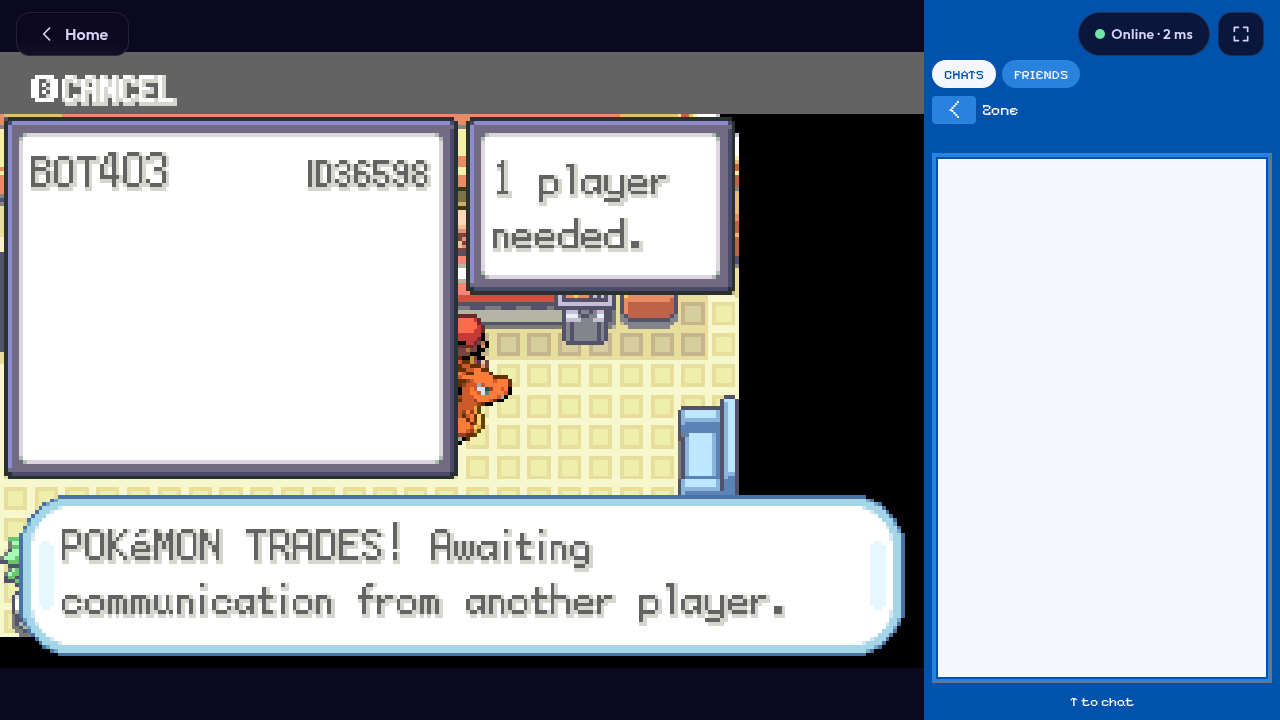 Home
Online · 2 ms
B CANCEL
CHATS
FRIENDS
Zone
BOT403
ID36598
1 player
needed.
POKéMON TRADES! Awaiting
communication from another player.
↑ to chat